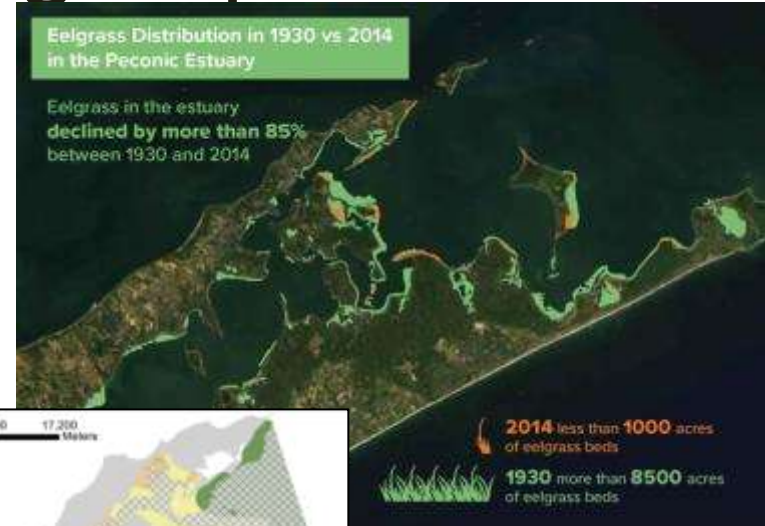 Eelgrass Distribution in 1930 vs 2014
in the Peconic Estuary
Eelgrass in the estuary
declined by more than 85%
between 1930 and 2014
2014 less than 1000 acres
of eelgrass beds
1930 more than 8500 acres
of eelgrass beds
17,200
Meters